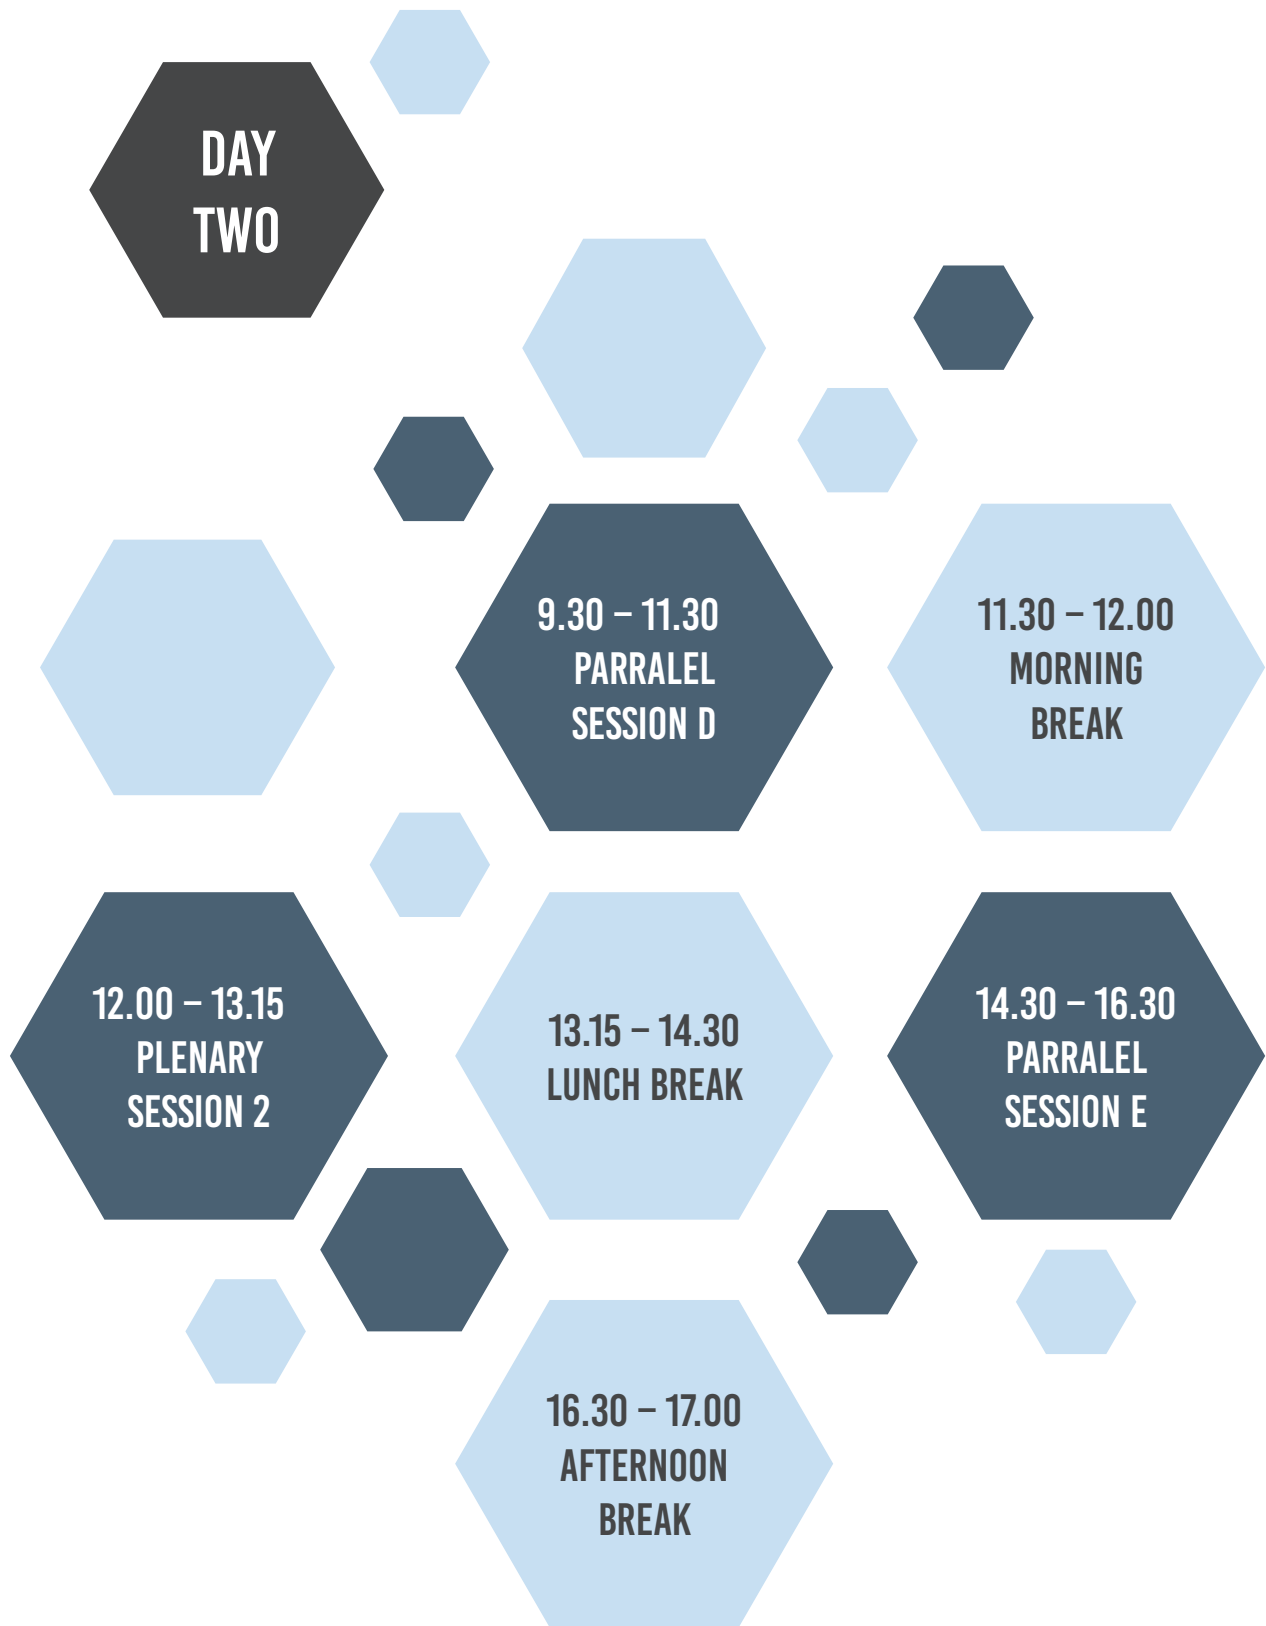 DAY
TWO
9.30 – 11.30
PARRALEL
SESSION D
11.30 – 12.00
MORNING
BREAK
12.00 – 13.15
PLENARY
SESSION 2
13.15 – 14.30
LUNCH BREAK
14.30 – 16.30
PARRALEL
SESSION E
16.30 – 17.00
AFTERNOON
BREAK